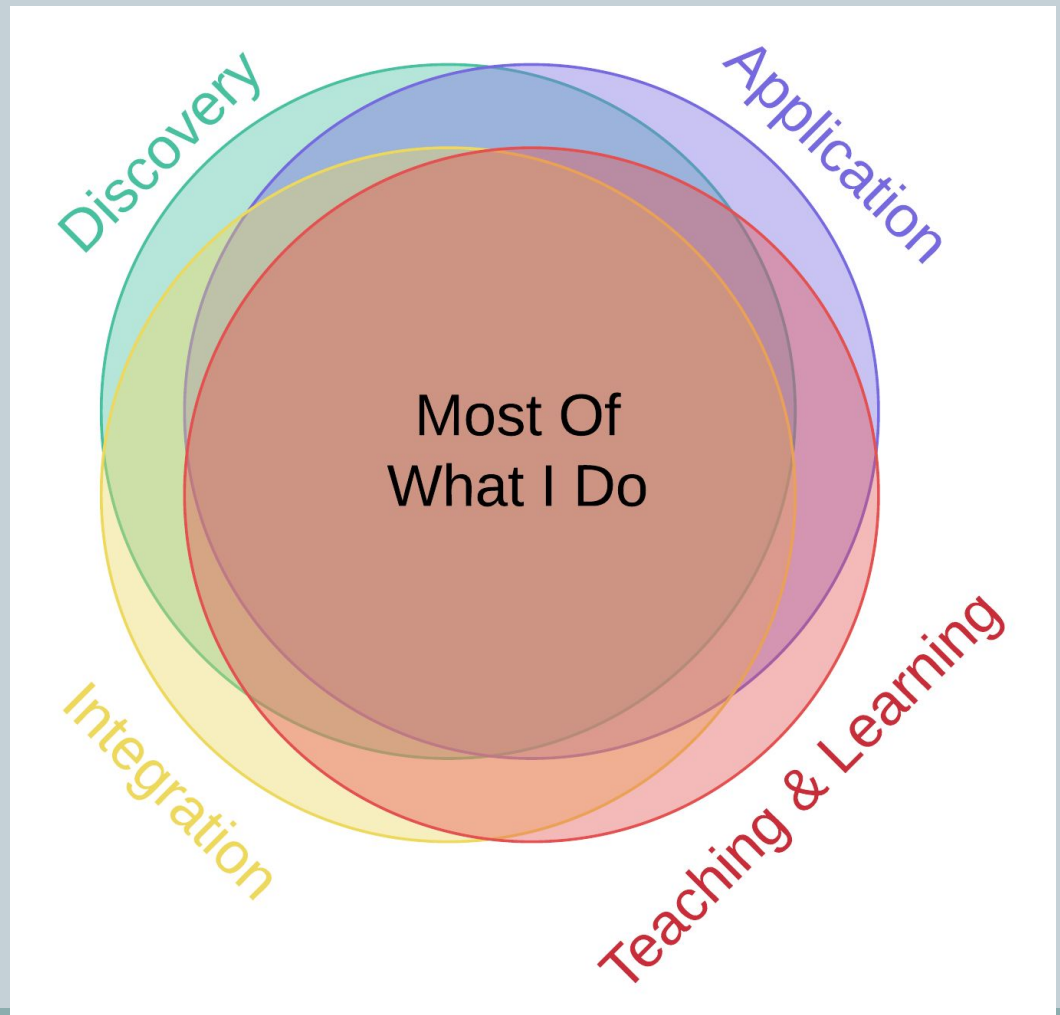 Discovery
Application
Most Of
What I Do
Integration
Teaching & Learning